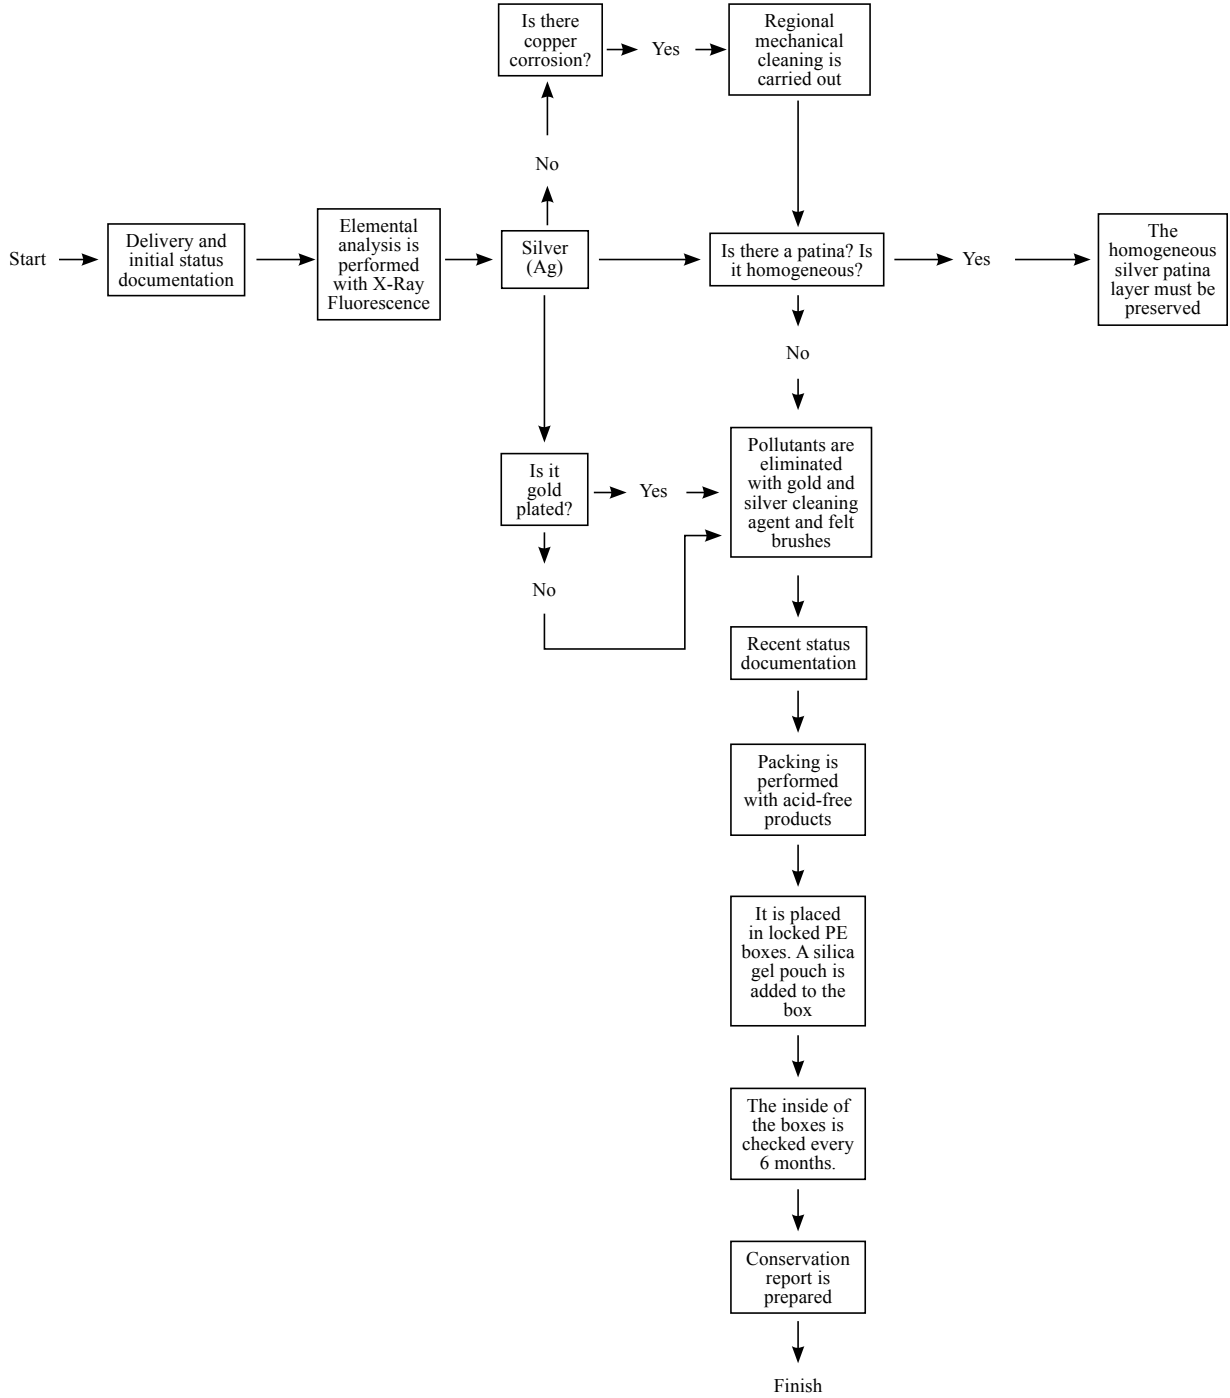 Is there
copper
corrosion?
Yes
Regional
mechanical
cleaning is
carried out
No
Start
Delivery and
initial status
documentation
Elemental
analysis is
performed
with X-Ray
Fluorescence
Silver
(Ag)
Is there a patina? Is
it homogeneous?
Yes
The
homogeneous
silver patina
layer must be
preserved
No
Is it
gold
plated?
Yes
Pollutants are
eliminated
with gold and
silver cleaning
agent and felt
brushes
No
Recent status
documentation
Packing is
performed
with acid-free
products
It is placed
in locked PE
boxes. A silica
gel pouch is
added to the
box
The inside of
the boxes is
checked every
6 months.
Conservation
report is
prepared
Finish